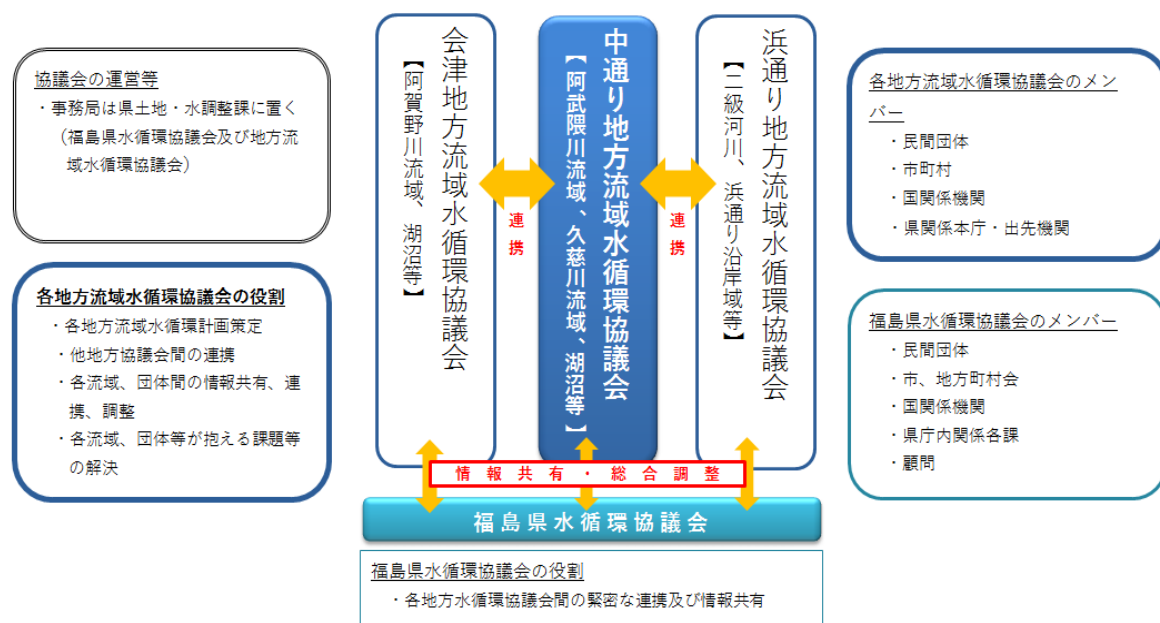 協議会の運営等
・事務局は県土地・水調整課に置く
(福島県水循環協議会及び地方流
域水循環協議会)
各地方流域水循環協議会の役割
・各地方流域水循環計画策定
・他地方協議会間の連携
・各流域、団体間の情報共有、連
携、調整
・各流域、団体等が抱える課題等
の解決
会津地方流域水循環協議会
【阿賀野川流域、湖沼等】
連携
中通り地方流域水循環協議会
【阿武隈川流域、久慈川流域、湖沼等】
連携
浜通り地方流域水循環協議会
【二級河川、浜通り沿岸域等】
情報共有・総合調整
福島県水循環協議会
福島県水循環協議会の役割
・各地方水循環協議会間の緊密な連携及び情報共有
各地方流域水循環協議会のメン
バー
・民間団体
・市町村
・国関係機関
・県関係本庁・出先機関
福島県水循環協議会のメンバー
・民間団体
・市、地方町村会
・国関係機関
・県庁内関係各課
・顧問